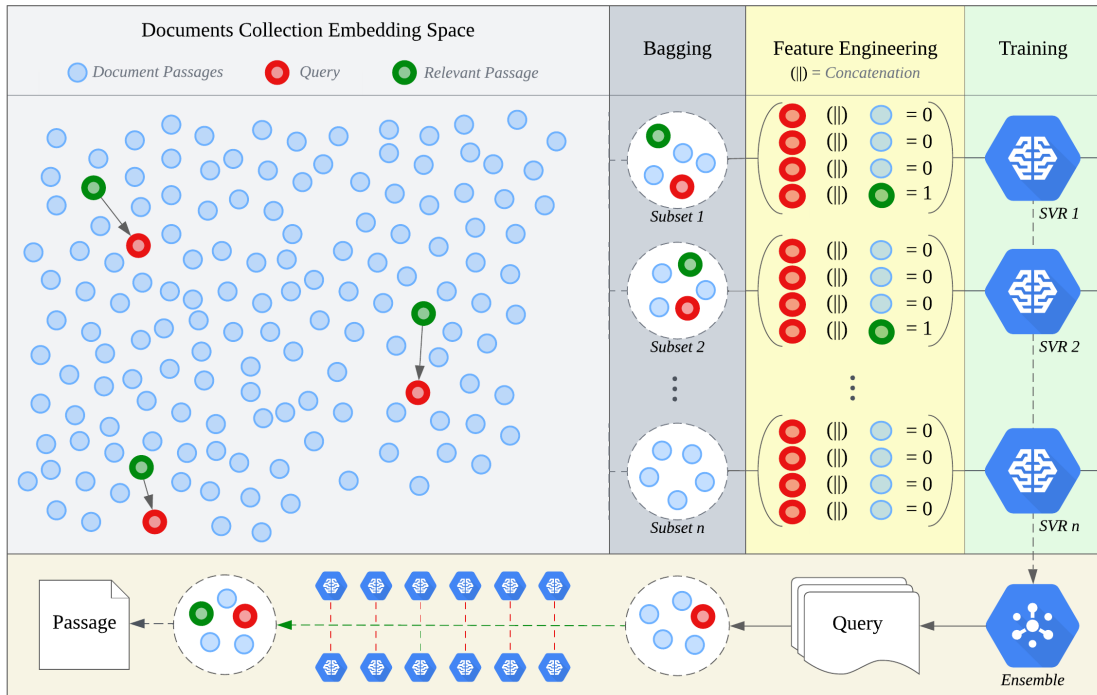 Documents Collection Embedding Space
Document Passages
Query
Relevant Passage
Bagging
Feature Engineering
(||) = Concatenation
Training
(||) = 0
(||) = 0
(||) = 0
(||) = 1
Subset 1
SVR 1
(||) = 0
(||) = 0
(||) = 0
(||) = 1
Subset 2
SVR 2
(||) = 0
(||) = 0
(||) = 0
(||) = 0
Subset n
SVR n
Passage
Query
Ensemble